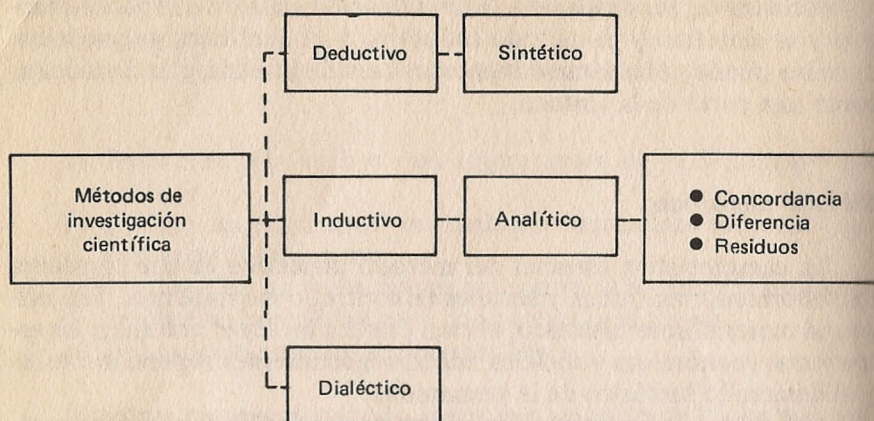 Deductivo
Sintético
Métodos de
investigación
científica
Inductivo
Analítico
● Concordancia
● Diferencia
● Residuos
Dialéctico